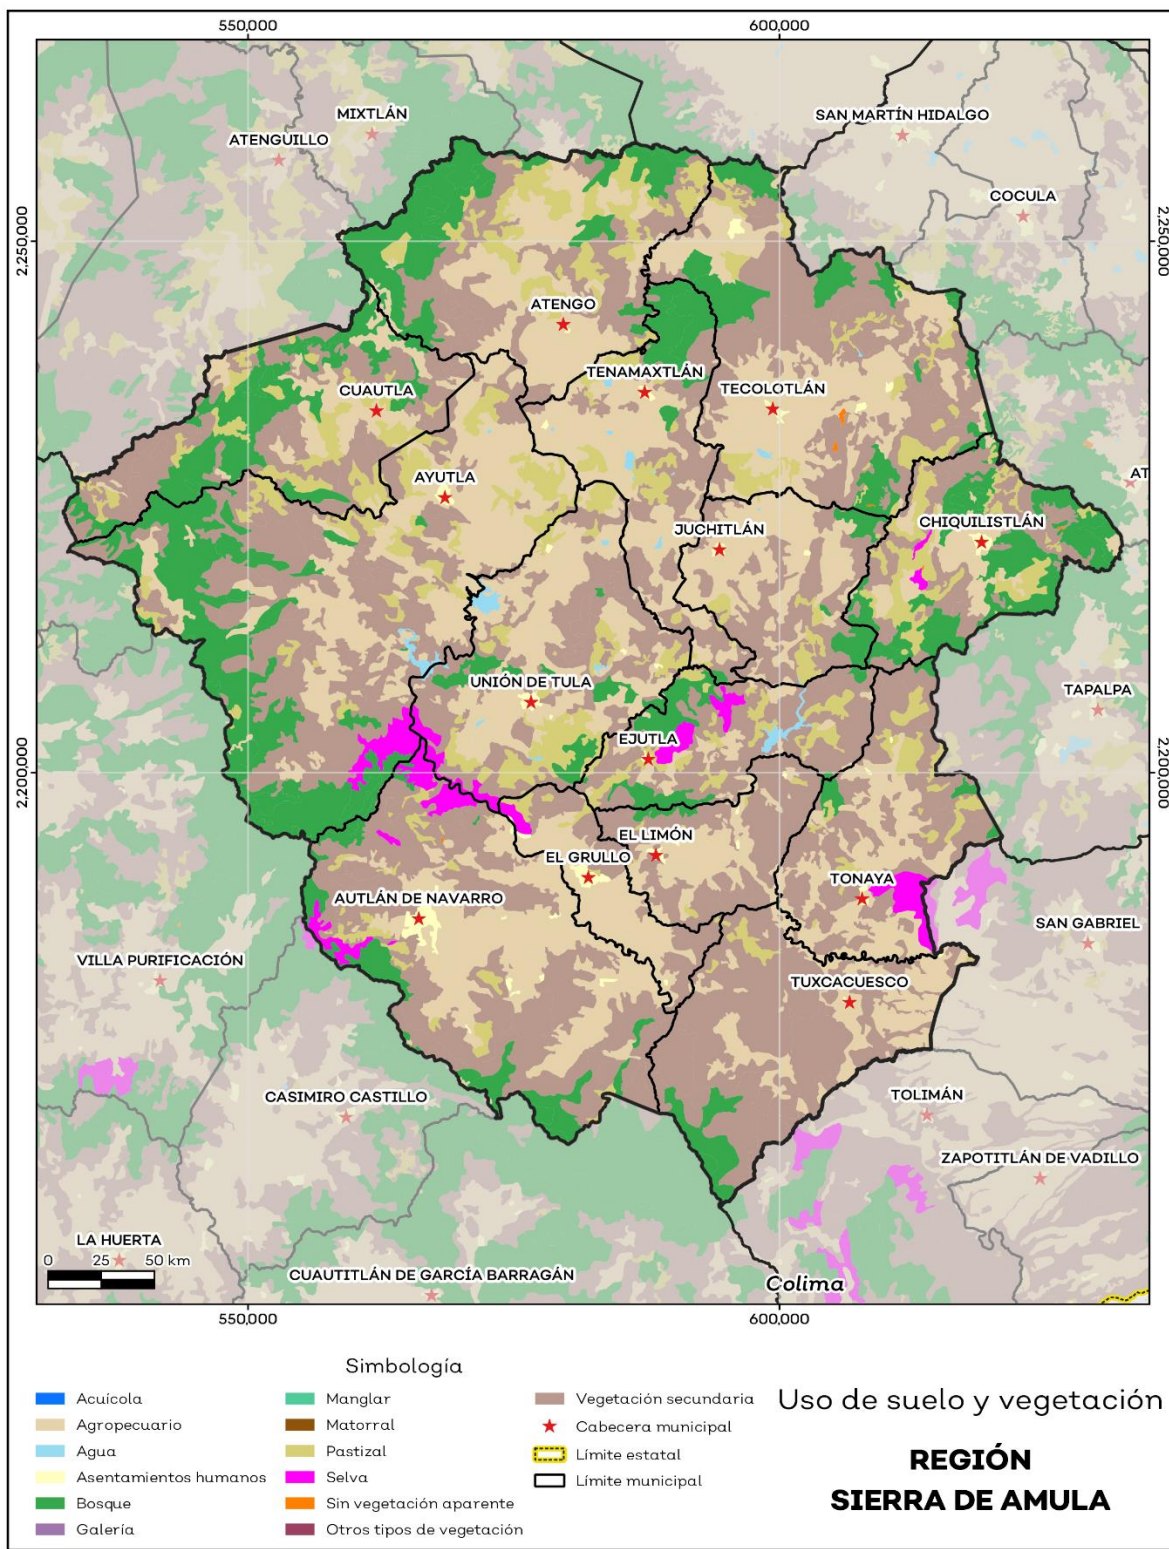 550,000
600,000
MIXTLÁN
ATENGUILLO
SAN MARTÍN HIDALGO
COCULA
2,250,000
2,250,000
ATENGO
TENAMAXTLÁN
CUAUTLA
TECOLOTLÁN
AT
AYUTLA
JUCHITLÁN
CHIQUILISTLÁN
UNIÓN DE TULA
TAPALPA
EJUTLA
2,200,000
2,200,000
EL LIMÓN
EL GRULLO
TONAYA
AUTLÁN DE NAVARRO
SAN GABRIEL
VILLA PURIFICACIÓN
TUXCACUESCO
CASIMIRO CASTILLO
TOLIMÁN
ZAPOTITLÁN DE VADILLO
LA HUERTA
0 25 50 km
CUAUTITLÁN DE GARCÍA BARRAGÁN
Colima
550,000
600,000
Simbología
Acuícola
Agropecuario
Agua
Asentamientos humanos
Bosque
Galería
Manglar
Matorral
Pastizal
Selva
Sin vegetación aparente
Otros tipos de vegetación
Vegetación secundaria
Cabecera municipal
Límite estatal
Límite municipal
Uso de suelo y vegetación
REGIÓN
SIERRA DE AMULA